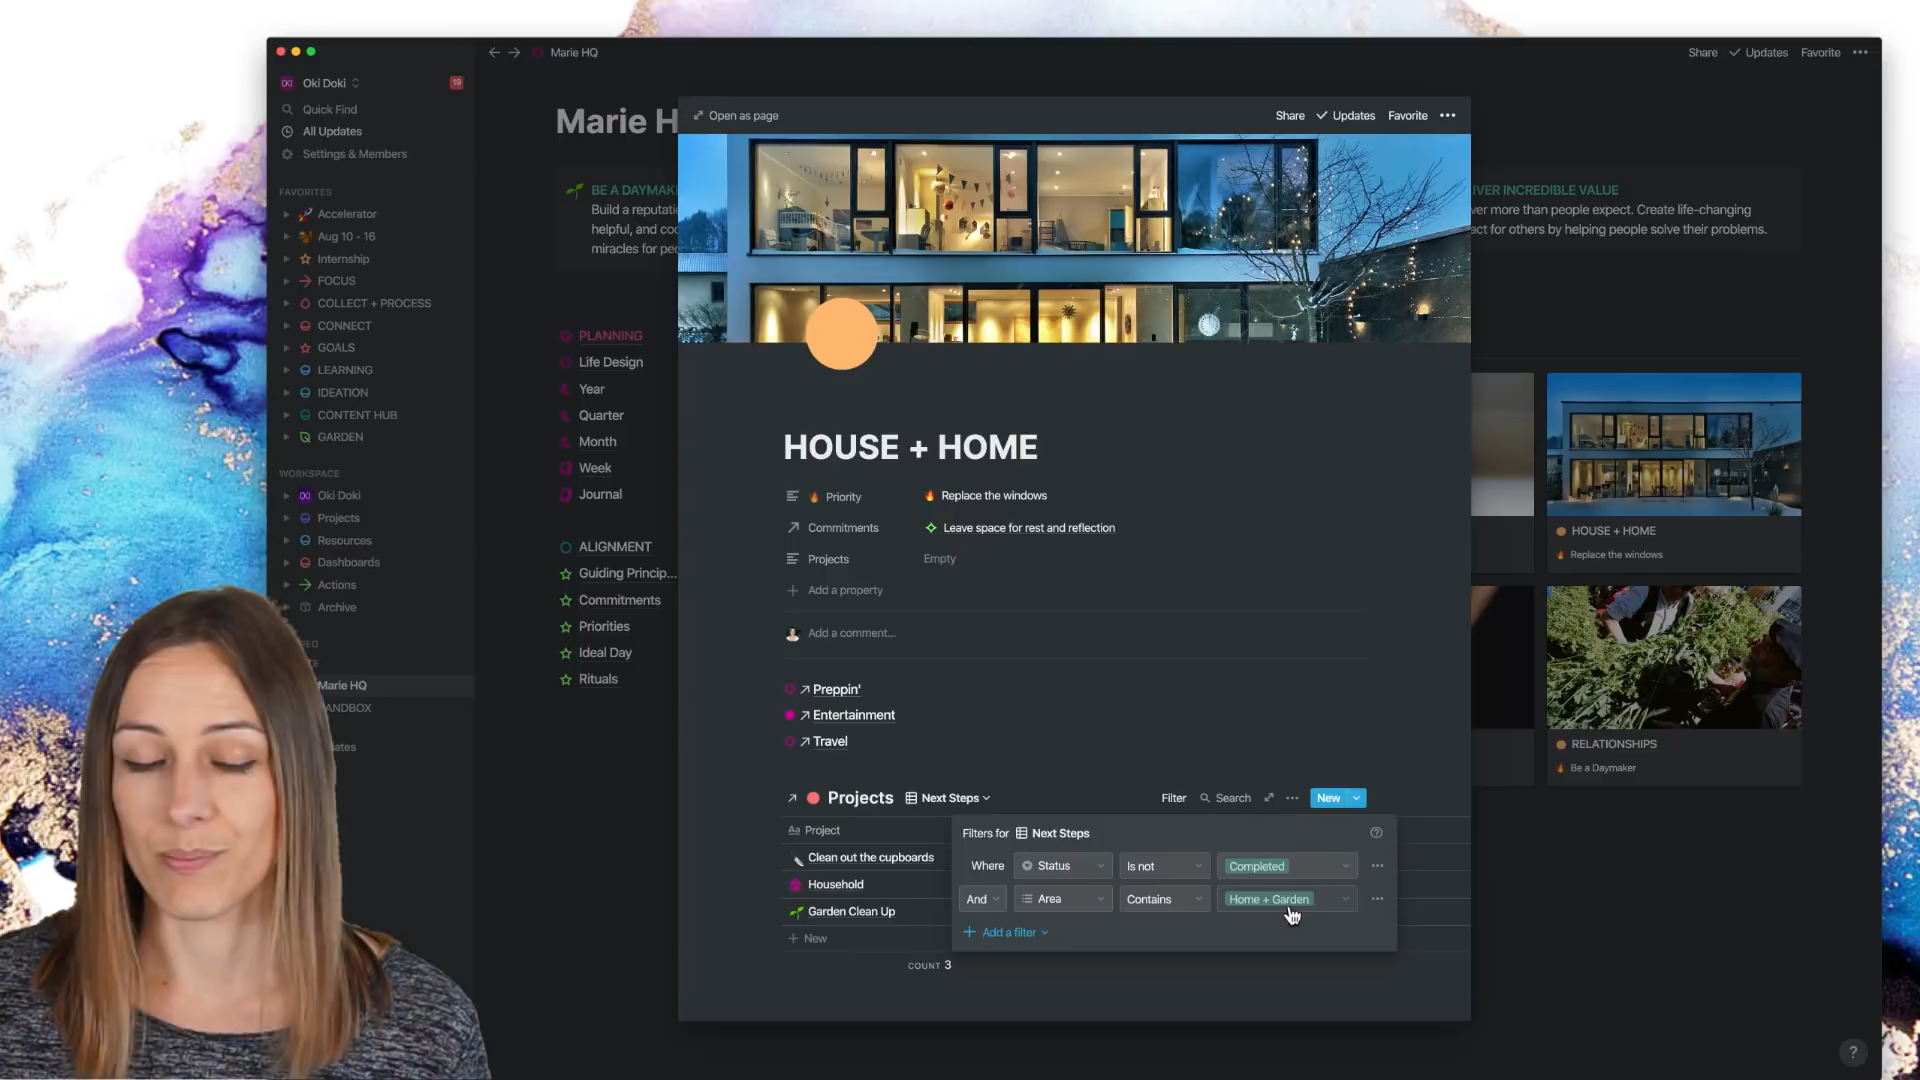 Marie HQ
Share
Updates
Favorite
OKI Oki Doki
19
Quick Find
All Updates
Settings & Members
FAVORITES
Accelerator
Aug 10 - 16
Internship
FOCUS
COLLECT + PROCESS
CONNECT
GOALS
LEARNING
IDEATION
CONTENT HUB
GARDEN
WORKSPACE
OKI Oki Doki
Projects
Resources
Dashboards
Actions
Archive
Marie HQ
Marie H
BE A DAYMAK
Build a reputati
helpful, and co
miracles for pe
PLANNING
Life Design
Year
Quarter
Month
Week
Journal
ALIGNMENT
Guiding Princip...
Commitments
Priorities
Ideal Day
Rituals
Open as page
Share
Updates
Favorite
HOUSE + HOME
Priority
Replace the windows
Commitments
Leave space for rest and reflection
Projects
Empty
Add a property
Add a comment...
Preppin'
Entertainment
Travel
Projects
Next Steps
Filter
Search
New
Aa Project
Clean out the cupboards
Household
Garden Clean Up
New
COUNT 3
Filters for Next Steps
Where Status Is not Completed
And Area Contains Home + Garden
Add a filter
IVER INCREDIBLE VALUE
ver more than people expect. Create life-changing
act for others by helping people solve their problems.
HOUSE + HOME
Replace the windows
RELATIONSHIPS
Be a Daymaker
?